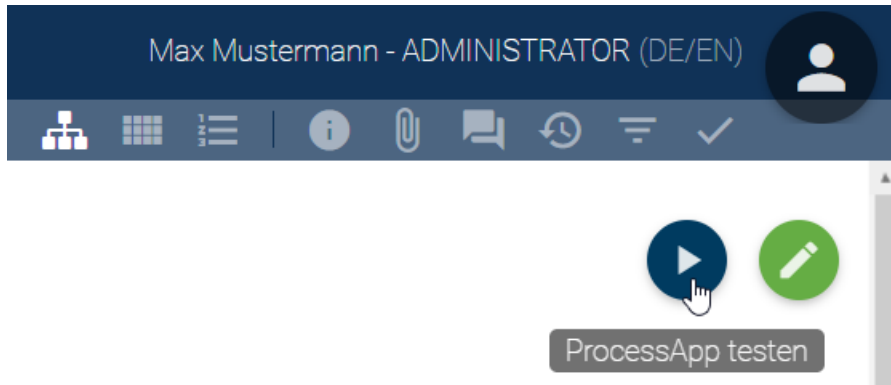 Max Mustermann - ADMINISTRATOR (DE/EN)
ProcessApp testen